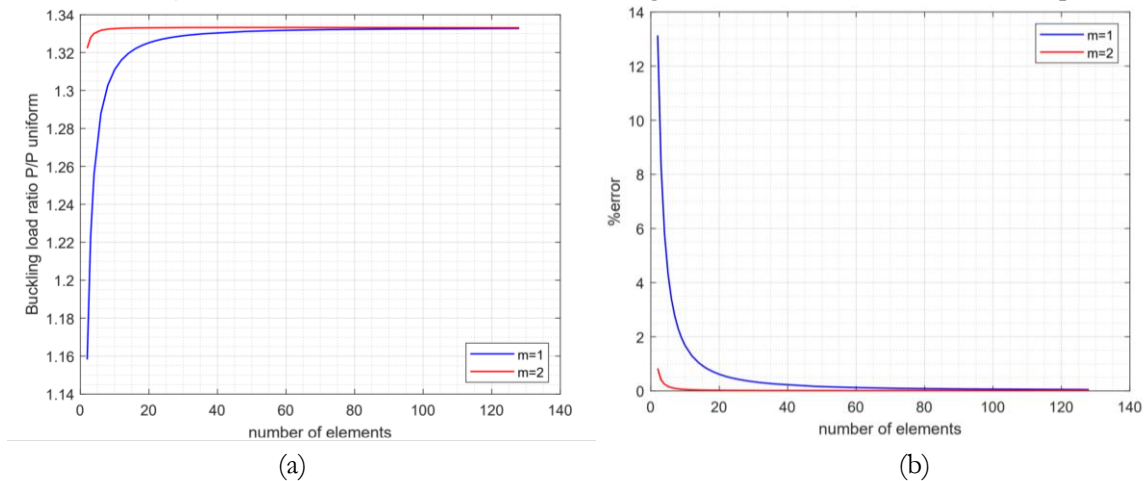 1.34
1.32
1.3
1.28
1.26
1.24
1.22
1.2
1.18
1.16
1.14
Buckling load ratio P/P uniform
0 20 40 60 80 100 120 140
number of elements
m=1
m=2
(a)
14
12
10
8
6
4
2
0
%error
0 20 40 60 80 100 120 140
number of elements
m=1
m=2
(b)